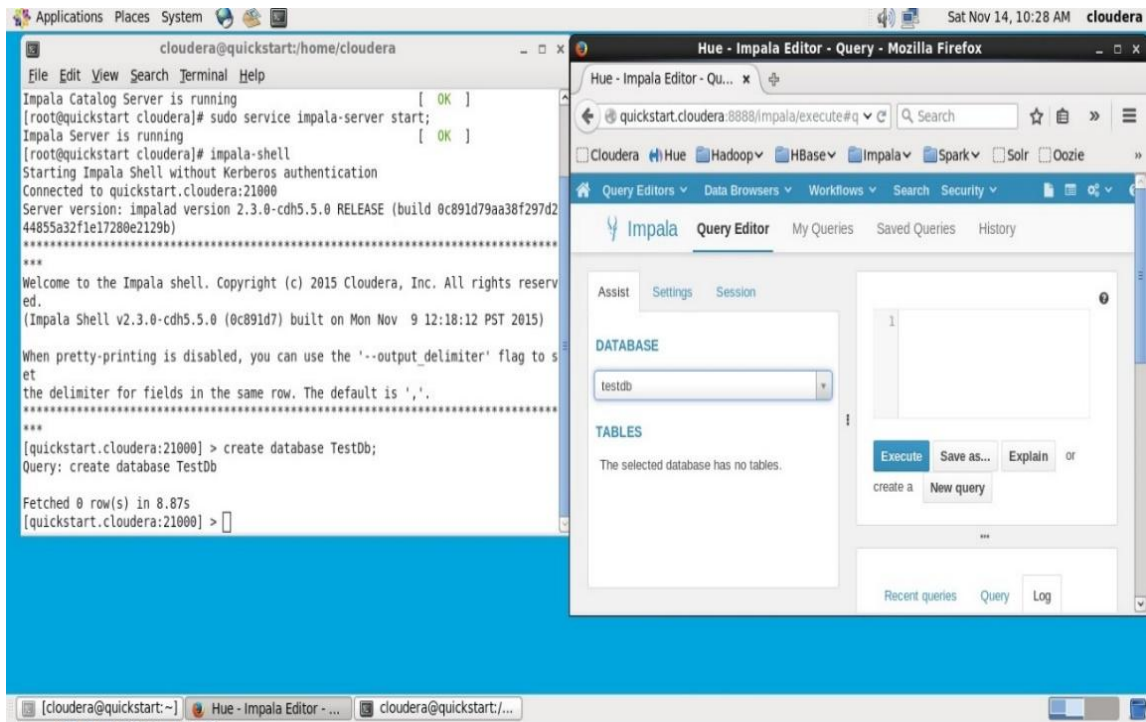 Applications Places System Sat Nov 14, 10:28 AM cloudera
cloudera@quickstart:/home/cloudera
File Edit View Search Terminal Help
Impala Catalog Server is running [ OK ]
[root@quickstart cloudera]# sudo service impala-server start;
Impala Server is running [ OK ]
[root@quickstart cloudera]# impala-shell
Starting Impala Shell without Kerberos authentication
Connected to quickstart.cloudera:21000
Server version: impalad version 2.3.0-cdh5.5.0 RELEASE (build 0c891d79aa38f297d2
44855a32f1e17280e2129b)
********************************************************************************
***
Welcome to the Impala shell. Copyright (c) 2015 Cloudera, Inc. All rights reserv
ed.
(Impala Shell v2.3.0-cdh5.5.0 (0c891d7) built on Mon Nov 9 12:18:12 PST 2015)
When pretty-printing is disabled, you can use the '--output_delimiter' flag to s
et
the delimiter for fields in the same row. The default is ','.
********************************************************************************
***
[quickstart.cloudera:21000] > create database TestDb;
Query: create database TestDb
Fetched 0 row(s) in 8.87s
[quickstart.cloudera:21000] >
Hue - Impala Editor - Query - Mozilla Firefox
Hue - Impala Editor - Qu...
quickstart.cloudera:8888/impala/execute#q Search
Cloudera Hue Hadoop HBase Impala Spark Solr Oozie
Query Editors Data Browsers Workflows Search Security
Impala Query Editor My Queries Saved Queries History
Assist Settings Session
DATABASE
testdb
TABLES
The selected database has no tables.
1
Execute Save as... Explain or
create a New query
Recent queries Query Log
[cloudera@quickstart:~] Hue - Impala Editor - ... cloudera@quickstart:/...